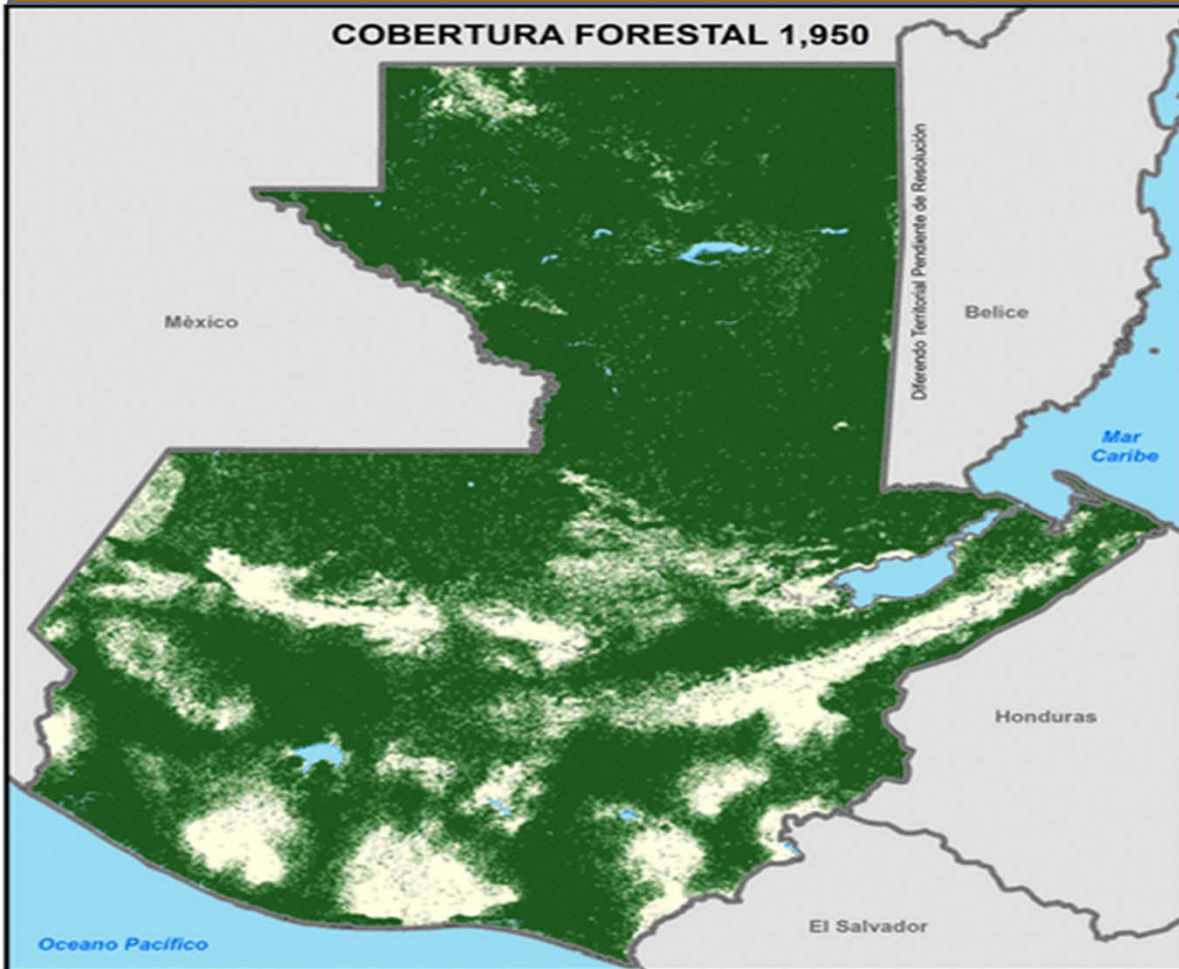 COBERTURA FORESTAL 1,950
Diferendo Territorial Pendiente de Resolución
Mèxico
Belice
Mar
Caribe
Honduras
El Salvador
Oceano Pacífico